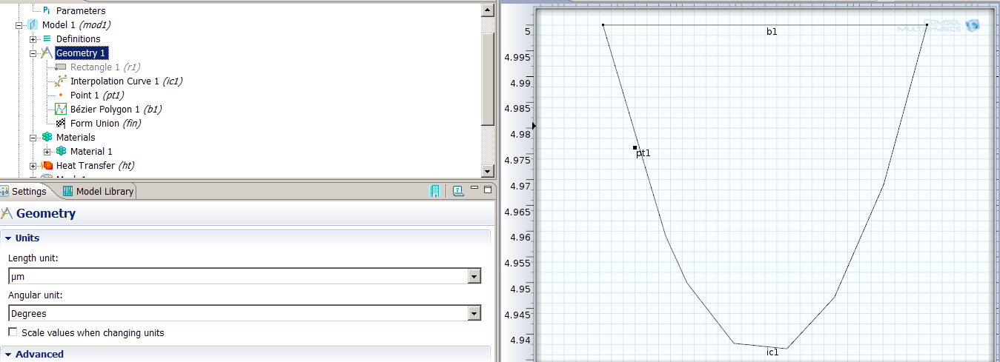 Parameters
Model 1 (mod1)
Definitions
Geometry 1
Rectangle 1 (r1)
Interpolation Curve 1 (ic1)
Point 1 (pt1)
Bézier Polygon 1 (b1)
Form Union (fin)
Materials
Material 1
Heat Transfer (ht)
Settings
Model Library
Geometry
Units
Length unit:
µm
Angular unit:
Degrees
Scale values when changing units
Advanced
COMSOL
MULTIPHYSICS
5
4.995
4.99
4.985
4.98
4.975
4.97
4.965
4.96
4.955
4.95
4.945
4.94
b1
pt1
ic1